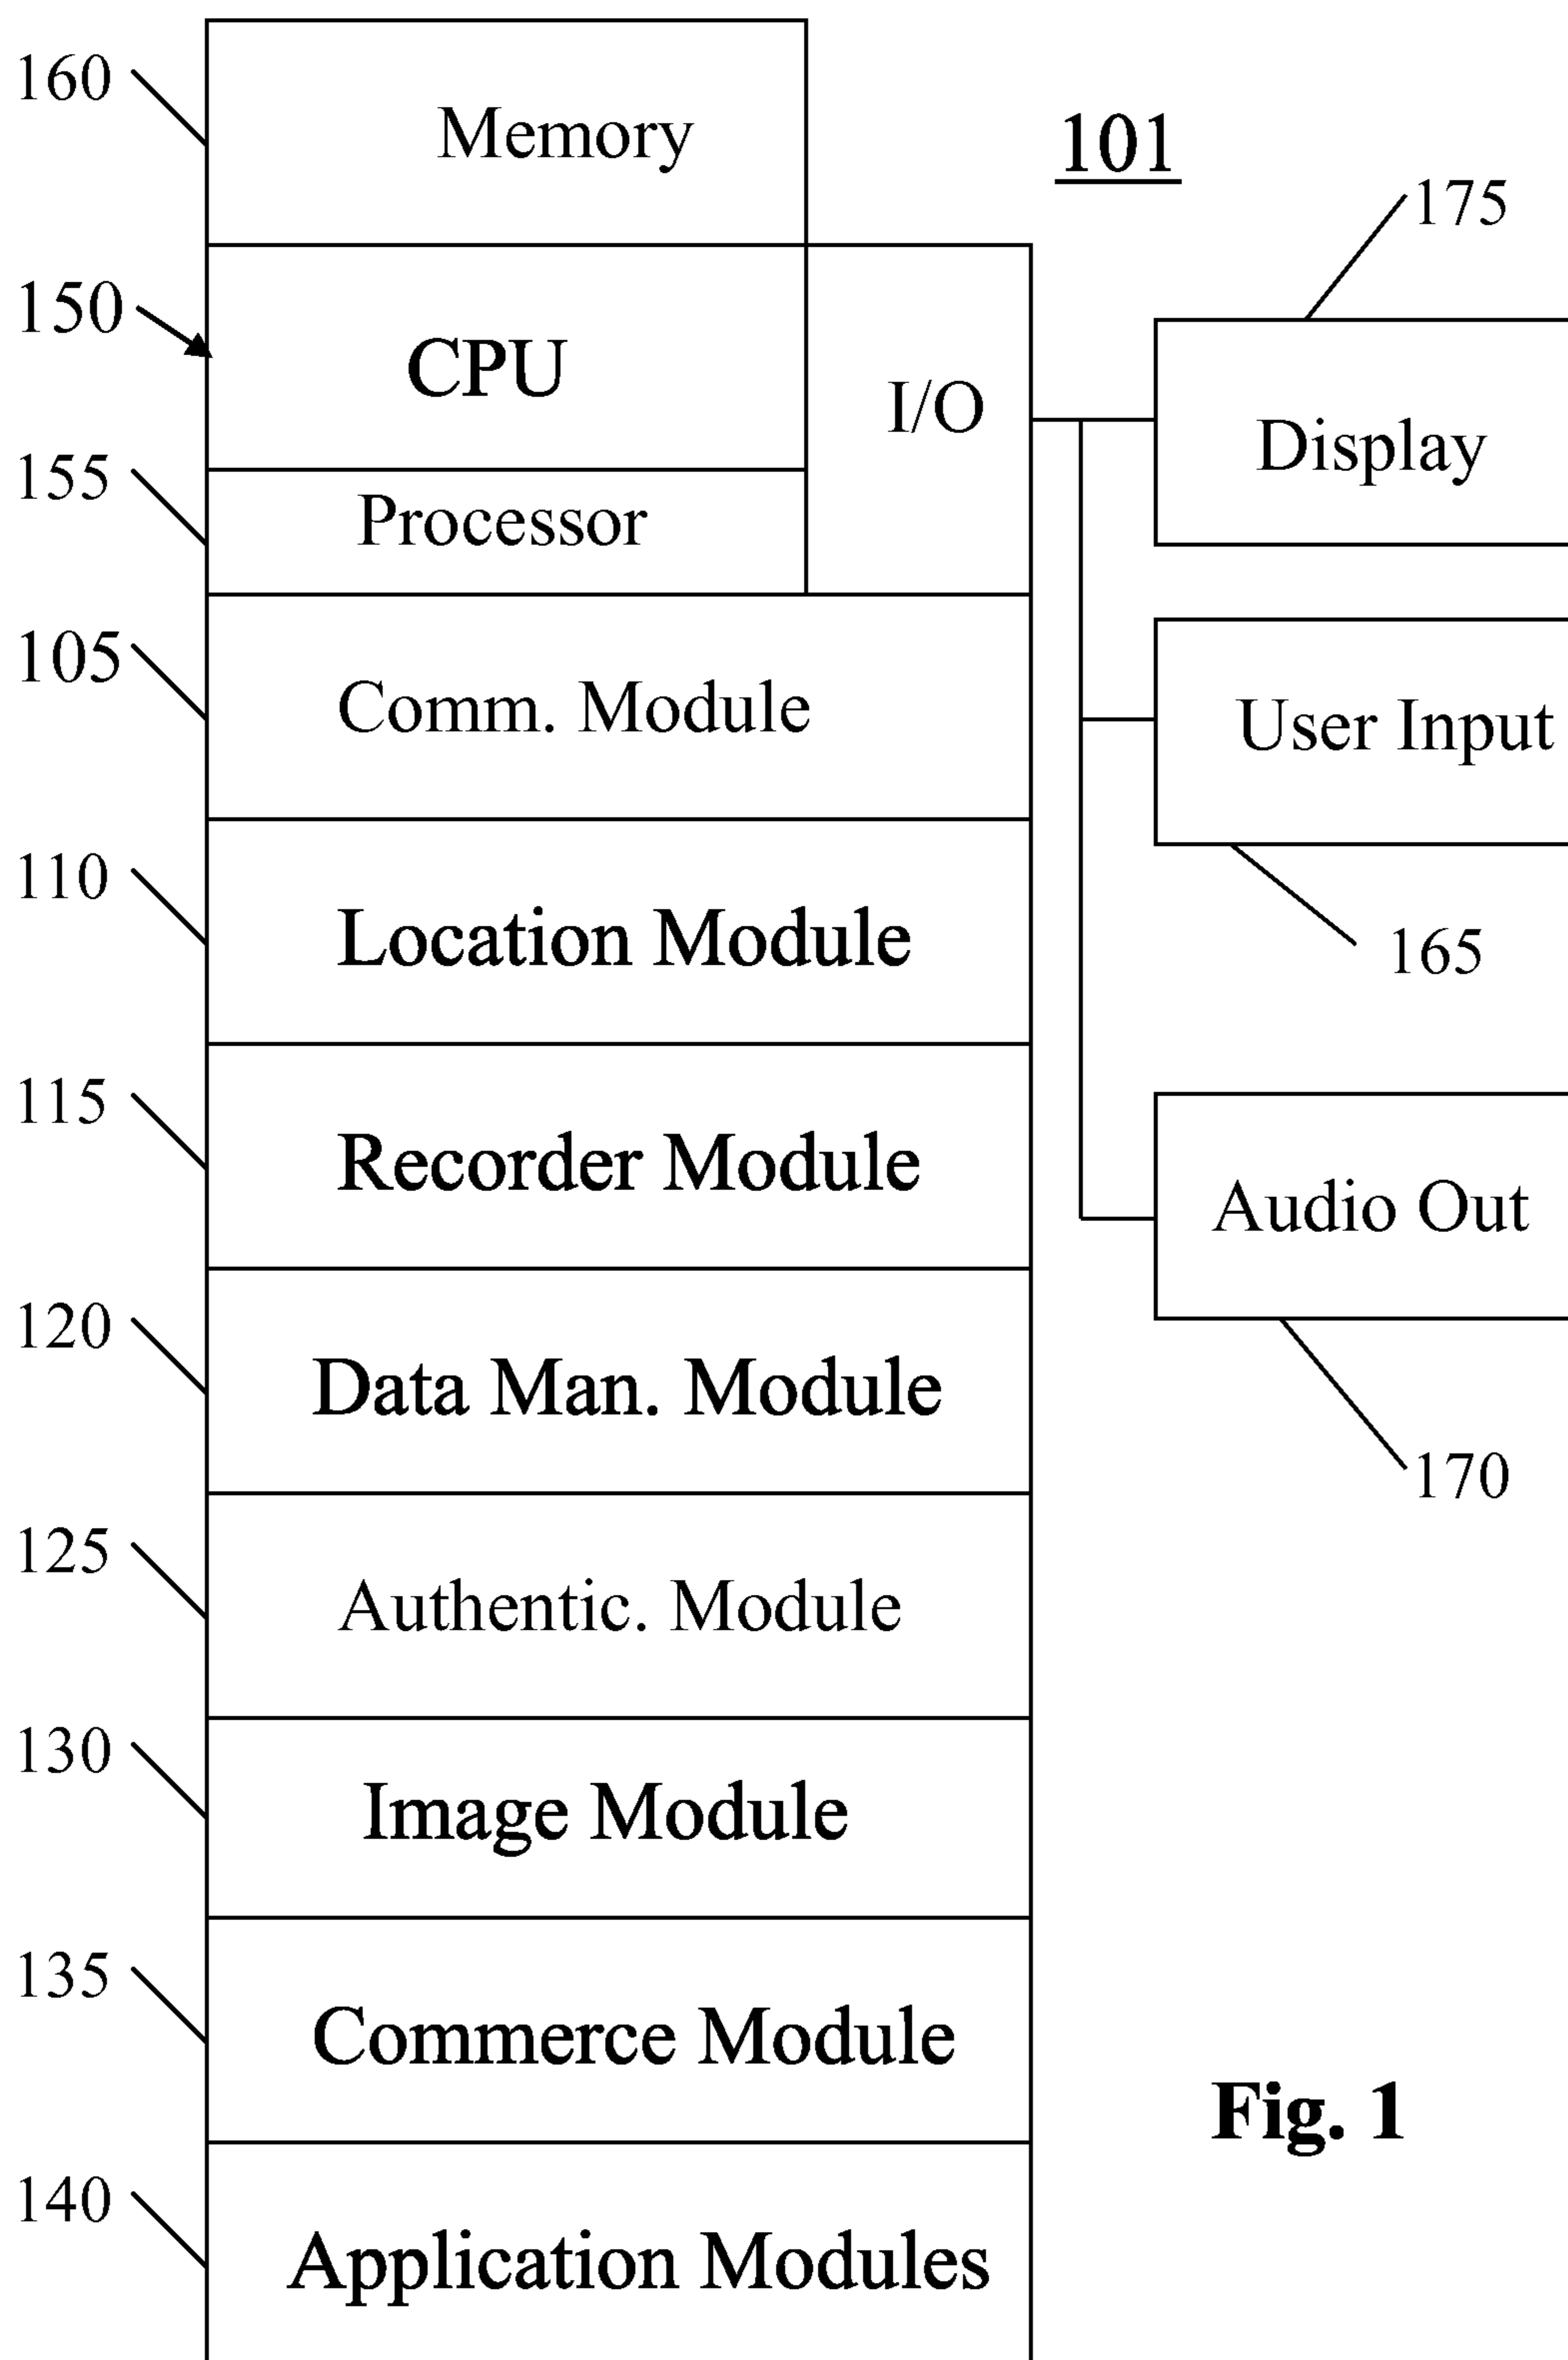 160
Memory
101
175
150
CPU
I/O
Display
155
Processor
105
Comm. Module
User Input
110
Location Module
165
115
Recorder Module
Audio Out
120
Data Man. Module
170
125
Authentic. Module
130
Image Module
135
Commerce Module
Fig. 1
140
Application Modules